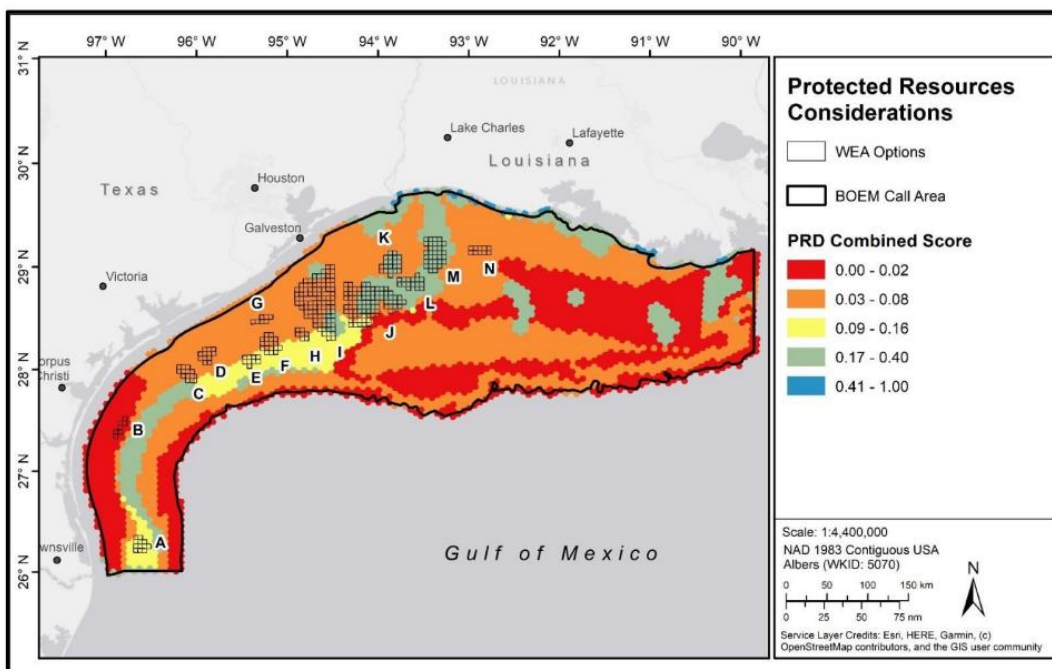 97° W 96° W 95° W 94° W 93° W 92° W 91° W 90° W
31° N
30° N
29° N
28° N
27° N
26° N
LOUISIANA
Lake Charles
Lafayette
Louisiana
Texas
Houston
Galveston
Victoria
orpus
Christi
wnsville
K
N
M
G
L
J
D
H
I
F
E
C
B
A
Gulf of Mexico
Protected Resources
Considerations
WEA Options
BOEM Call Area
PRD Combined Score
0.00 - 0.02
0.03 - 0.08
0.09 - 0.16
0.17 - 0.40
0.41 - 1.00
Scale: 1:4,400,000
NAD 1983 Contiguous USA
Albers (WKID: 5070)
N
0 50 100 150 km
0 25 50 75 nm
Service Layer Credits: Esri, HERE, Garmin, (c)
OpenStreetMap contributors, and the GIS user community